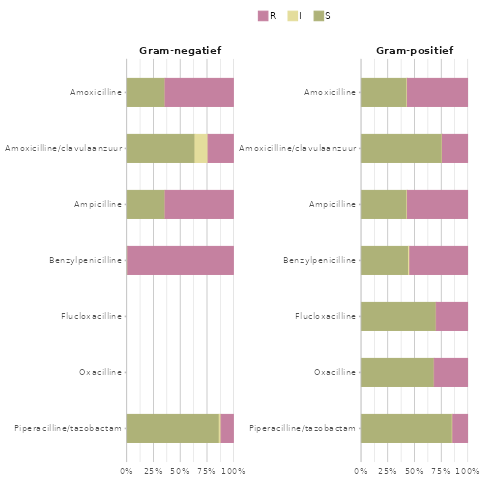 R I S
Gram-negatief
Amoxicilline
Amoxicilline/clavulaanzuur
Ampicilline
Benzylpenicilline
Flucloxacilline
Oxacilline
Piperacilline/tazobactam
0% 25% 50% 75% 100%
Gram-positief
Amoxicilline
Amoxicilline/clavulaanzuur
Ampicilline
Benzylpenicilline
Flucloxacilline
Oxacilline
Piperacilline/tazobactam
0% 25% 50% 75% 100%